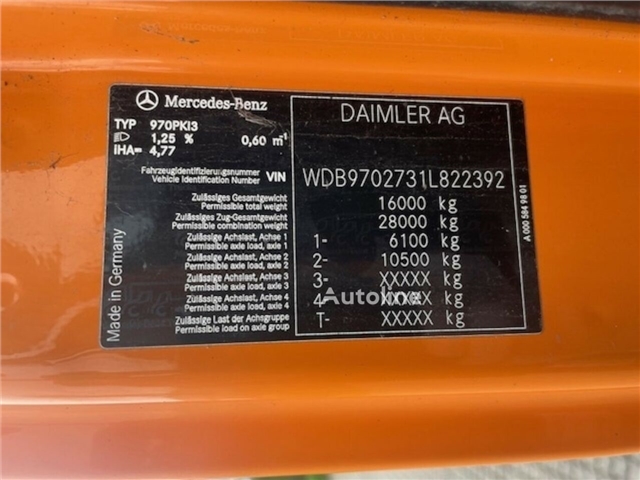 Mercedes-Benz
TYP 970PKI3
1,25 % 0,60 m⁻¹
IHA= 4,77
Fahrzeugidentifizierungsnummer
Vehicle Identification Number VIN
Zulässiges Gesamtgewicht
Permissible total weight
Zulässiges Zug-Gesamtgewicht
Permissible combination weight
Zulässige Achslast, Achse 1
Permissible axle load, axle 1
Zulässige Achslast, Achse 2
Permissible axle load, axle 2
Zulässige Achslast, Achse 3
Permissible axle load, axle 3
Zulässige Achslast, Achse 4
Permissible axle load, axle 4
Zulässige Last der Achsgruppe
Permissible load on axle group
Made in Germany
DAIMLER AG
WDB9702731L822392
16000 kg
28000 kg
1- 6100 kg
2- 10500 kg
3- XXXXX kg
4- XXXXX kg
T- XXXXX kg
A 000 584 98 01
Autoline